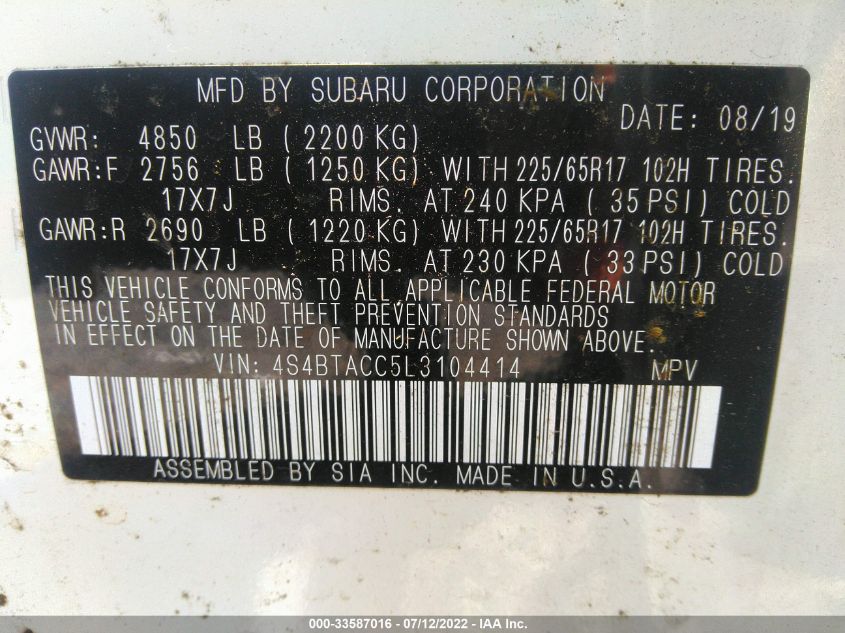 MFD BY SUBARU CORPORATION
DATE: 08/19
GVWR: 4850 LB ( 2200 KG)
GAWR:F 2756 LB ( 1250 KG) WITH 225/65R17 102H TIRES.
17X7J RIMS. AT 240 KPA ( 35 PSI) COLD
GAWR:R 2690 LB ( 1220 KG) WITH 225/65R17 102H TIRES.
17X7J RIMS. AT 230 KPA ( 33 PSI) COLD
THIS VEHICLE CONFORMS TO ALL APPLICABLE FEDERAL MOTOR
VEHICLE SAFETY AND THEFT PREVENTION STANDARDS
IN EFFECT ON THE DATE OF MANUFACTURE SHOWN ABOVE.
VIN: 4S4BTACC5L3104414 MPV
ASSEMBLED BY SIA INC. MADE IN U.S.A.
000-33587016 - 07/12/2022 - IAA Inc.